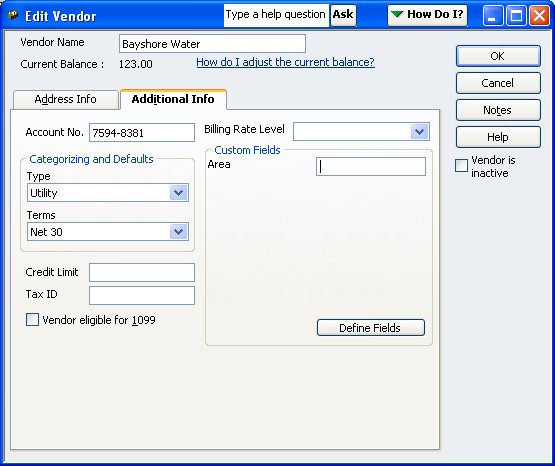 Edit Vendor
Type a help question Ask
How Do I?
Vendor Name Bayshore Water
Current Balance : 123.00 How do I adjust the current balance?
OK
Cancel
Notes
Help
Vendor is
inactive
Address Info Additional Info
Account No. 7594-8381
Billing Rate Level
Categorizing and Defaults
Type
Utility
Terms
Net 30
Custom Fields
Area
Credit Limit
Tax ID
Vendor eligible for 1099
Define Fields